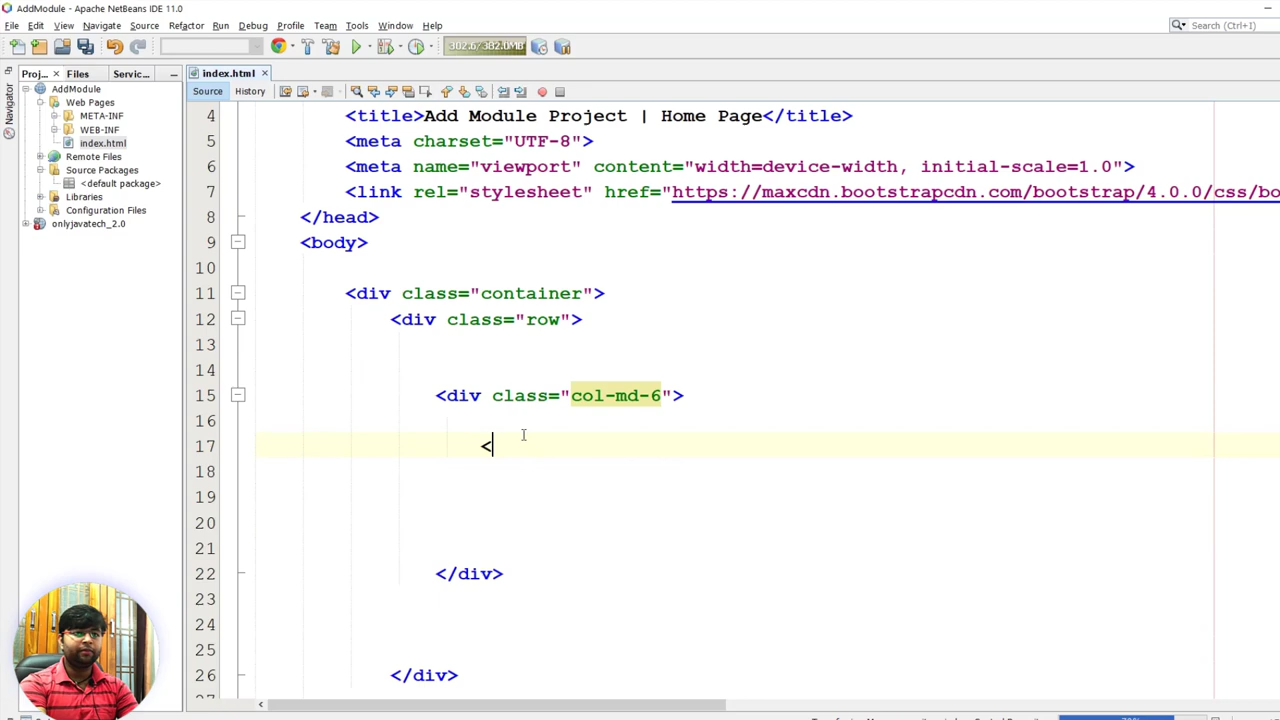 AddModule - Apache NetBeans IDE 11.0
File Edit View Navigate Source Refactor Run Debug Profile Team Tools Window Help
Search (Ctrl+I)
302.6/382.0MB
Proj... Files Servic...
index.html
Navigator
Source History
AddModule
Web Pages
META-INF
WEB-INF
index.html
Remote Files
Source Packages
<default package>
Libraries
Configuration Files
onlyjavatech_2.0
4 <title>Add Module Project | Home Page</title>
5 <meta charset="UTF-8">
6 <meta name="viewport" content="width=device-width, initial-scale=1.0">
7 <link rel="stylesheet" href="https://maxcdn.bootstrapcdn.com/bootstrap/4.0.0/css/bo
8 </head>
9 <body>
10
11 <div class="container">
12 <div class="row">
13
14
15 <div class="col-md-6">
16
17 <
18
19
20
21
22 </div>
23
24
25
26 </div>